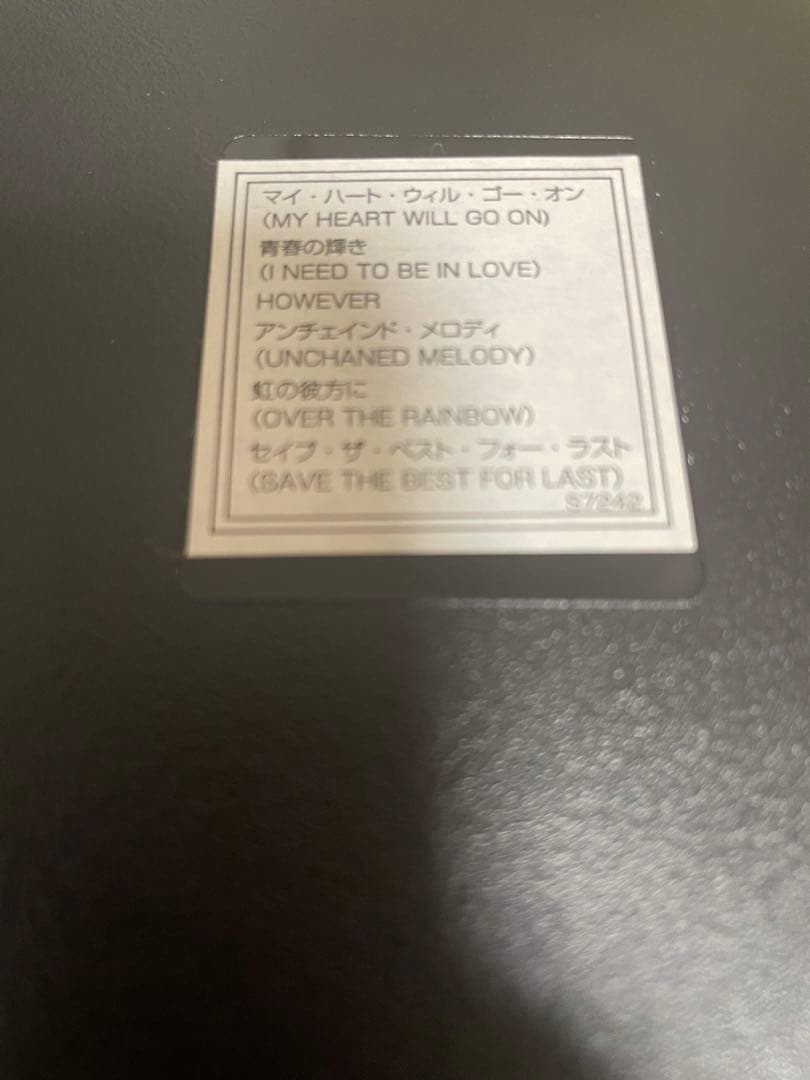 マイ・ハート・ウィル・ゴー・オン
(MY HEART WILL GO ON)
青春の輝き
(I NEED TO BE IN LOVE)
HOWEVER
アンチェインド・メロディ
(UNCHANED MELODY)
虹の彼方に
(OVER THE RAINBOW)
セイブ・ザ・ベスト・フォー・ラスト
(SAVE THE BEST FOR LAST)
57242